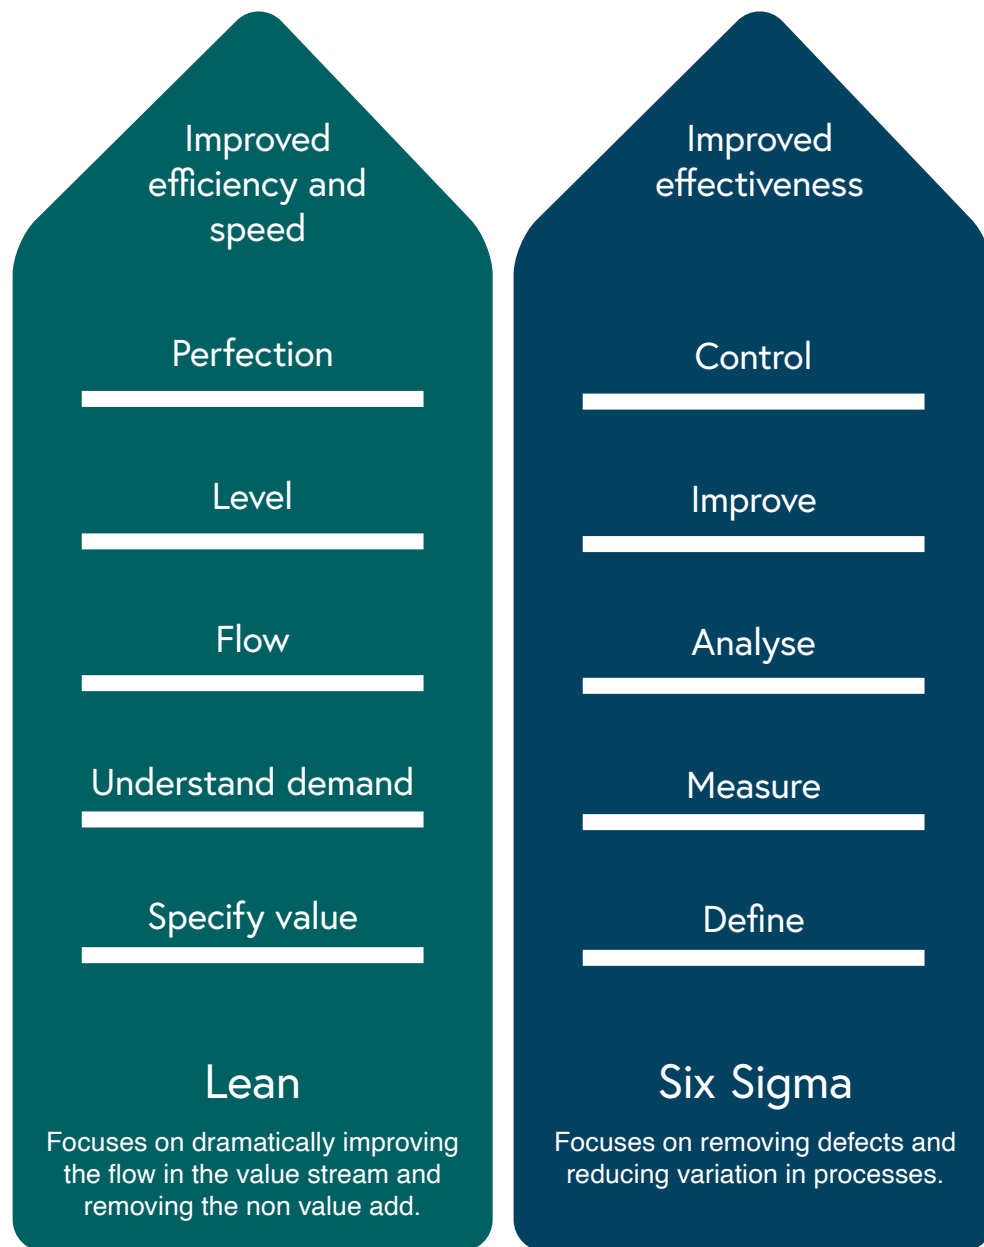 Improved
efficiency and
speed
Perfection
Level
Flow
Understand demand
Specify value
Lean
Focuses on dramatically improving
the flow in the value stream and
removing the non value add.
Improved
effectiveness
Control
Improve
Analyse
Measure
Define
Six Sigma
Focuses on removing defects and
reducing variation in processes.